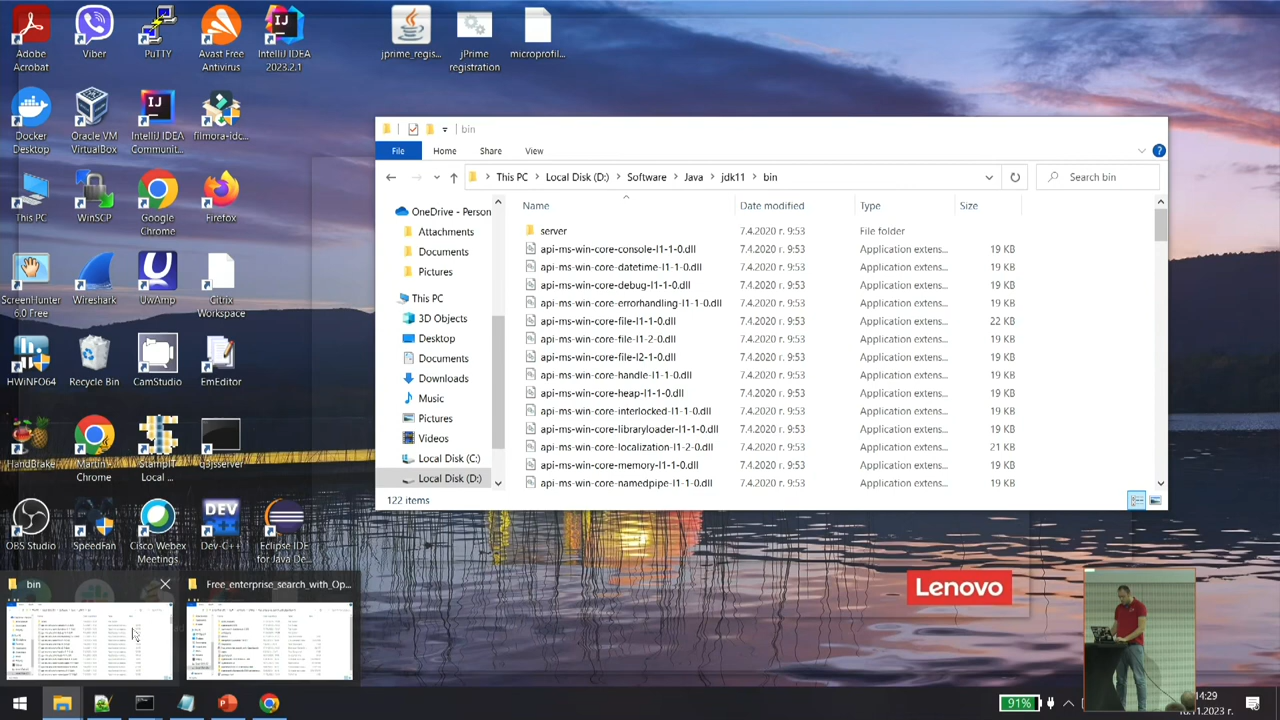 Adobe
Acrobat
Viber
PuTTY
Avast Free
Antivirus
IntelliJ IDEA
2023.2.1
jprime_regis...
jPrime
registration
microprofil...
Docker
Desktop
Oracle VM
VirtualBox
IntelliJ IDEA
Communit...
filmora-idc...
This PC
WinSCP
Google
Chrome
Firefox
ScreenHunter
6.0 Free
Wireshark
UwAmp
Citrix
Workspace
HWiNFO64
Recycle Bin
CamStudio
EmEditor
HandBrake
Martin -
Chrome
StampIT
Local ...
qbjsserver
OBS Studio
SpeedFan
Cisco Webex
Meetings
DEV
Dev-C++
Eclipse IDE
for Java De...
bin
File
Home
Share
View
This PC
Local Disk (D:)
Software
Java
jdk11
bin
Search bin
OneDrive - Person
Attachments
Documents
Pictures
This PC
3D Objects
Desktop
Documents
Downloads
Music
Pictures
Videos
Local Disk (C:)
Local Disk (D:)
Name Date modified Type Size
server 7.4.2020 г. 9:53 File folder
api-ms-win-core-console-l1-1-0.dll 7.4.2020 г. 9:53 Application extens... 19 KB
api-ms-win-core-datetime-l1-1-0.dll 7.4.2020 г. 9:53 Application extens... 19 KB
api-ms-win-core-debug-l1-1-0.dll 7.4.2020 г. 9:53 Application extens... 19 KB
api-ms-win-core-errorhandling-l1-1-0.dll 7.4.2020 г. 9:53 Application extens... 19 KB
api-ms-win-core-file-l1-1-0.dll 7.4.2020 г. 9:53 Application extens... 22 KB
api-ms-win-core-file-l1-2-0.dll 7.4.2020 г. 9:53 Application extens... 19 KB
api-ms-win-core-file-l2-1-0.dll 7.4.2020 г. 9:53 Application extens... 19 KB
api-ms-win-core-handle-l1-1-0.dll 7.4.2020 г. 9:53 Application extens... 19 KB
api-ms-win-core-heap-l1-1-0.dll 7.4.2020 г. 9:53 Application extens... 19 KB
api-ms-win-core-interlocked-l1-1-0.dll 7.4.2020 г. 9:53 Application extens... 19 KB
api-ms-win-core-libraryloader-l1-1-0.dll 7.4.2020 г. 9:53 Application extens... 19 KB
api-ms-win-core-localization-l1-2-0.dll 7.4.2020 г. 9:53 Application extens... 21 KB
api-ms-win-core-memory-l1-1-0.dll 7.4.2020 г. 9:53 Application extens... 19 KB
api-ms-win-core-namedpipe-l1-1-0.dll 7.4.2020 г. 9:53 Application extens... 19 KB
122 items
bin
Free_enterprise_search_with_Op...
Lenovo
91%
14:29
.11.2023 г.